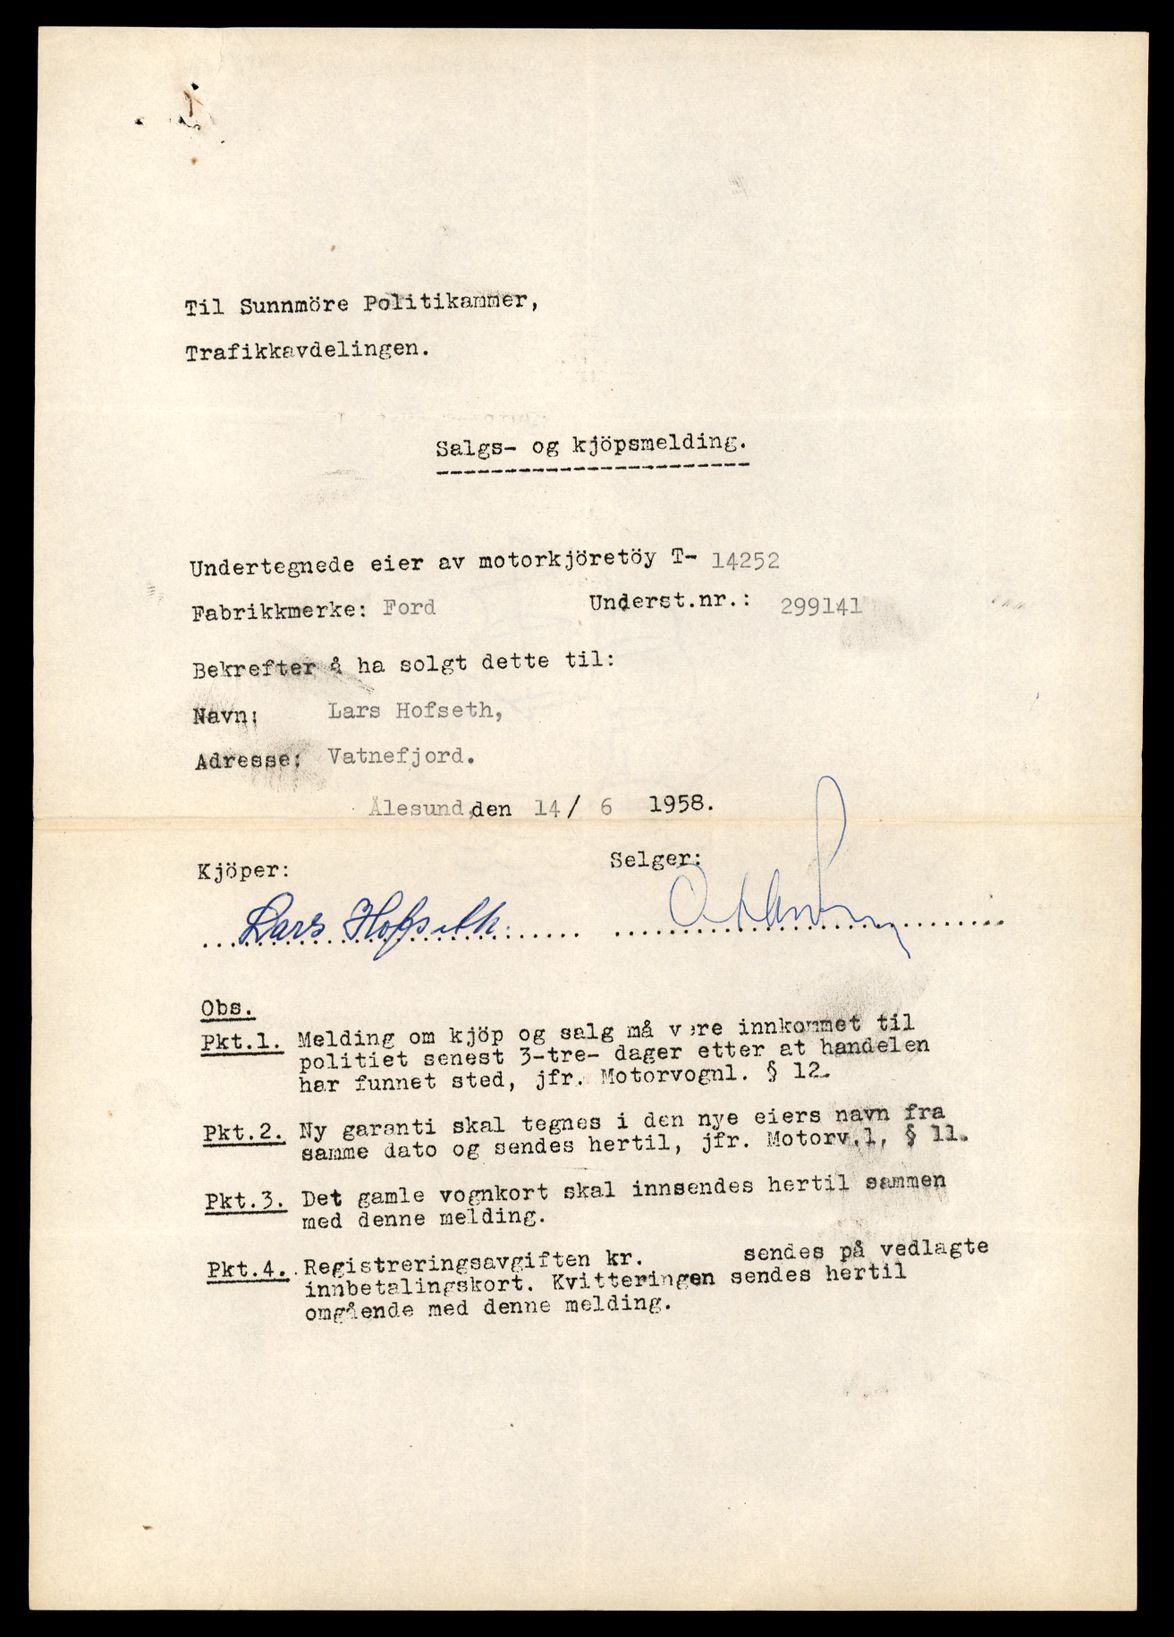 Til Sunnmöre Politikammer,
Trafikkavdelingen.
Salgs- og kjöpsmelding.
Undertegnede eier av motorkjöretöy T- 14252
Fabrikkmerke: Ford Underst.nr.: 299141
Bekrefter å ha solgt dette til:
Navn: Lars Hofseth,
Adresse: Vatnefjord.
Ålesund, den 14/ 6 1958.
Kjöper: Selger:
Lars Hofseth.
Obs.
Pkt.1. Melding om kjöp og salg må være innkommet til
politiet senest 3-tre- dager etter at handelen
har funnet sted, jfr. Motorvognl. § 12.
Pkt.2. Ny garanti skal tegnes i den nye eiers navn fra
samme dato og sendes hertil, jfr. Motorv.l, § 11.
Pkt.3. Det gamle vognkort skal innsendes hertil sammen
med denne melding.
Pkt.4. Registreringsavgiften kr. sendes på vedlagte
innbetalingskort. Kvitteringen sendes hertil
omgående med denne melding.